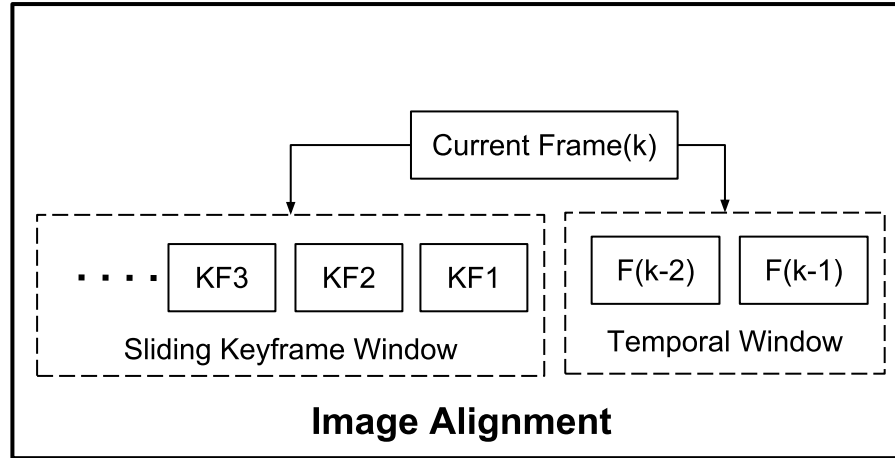 Current Frame(k)
. . . . KF3 KF2 KF1
F(k-2) F(k-1)
Sliding Keyframe Window
Temporal Window
Image Alignment